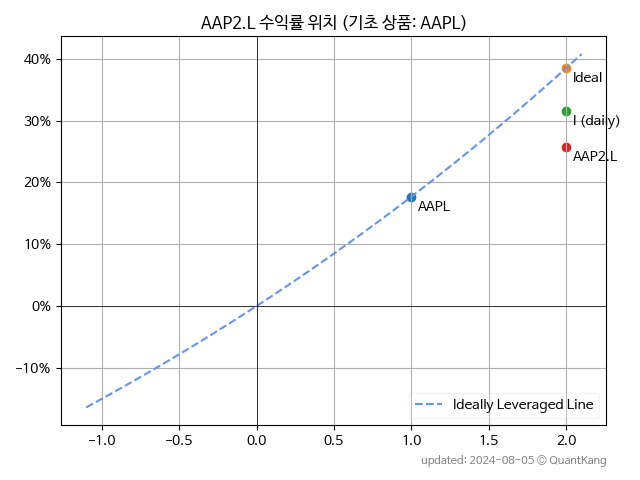 AAP2.L 수익률 위치 (기초 상품: AAPL)
40%
30%
20%
10%
0%
−10%
Ideal
I (daily)
AAP2.L
AAPL
Ideally Leveraged Line
−1.0 −0.5 0.0 0.5 1.0 1.5 2.0
updated: 2024-08-05 © QuantKang